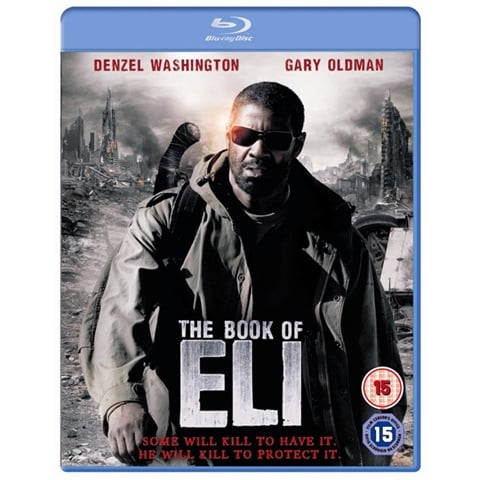 Blu-ray Disc
DENZEL WASHINGTON GARY OLDMAN
THE BOOK OF
ELI
15
15
SOME WILL KILL TO HAVE IT.
HE WILL KILL TO PROTECT IT.